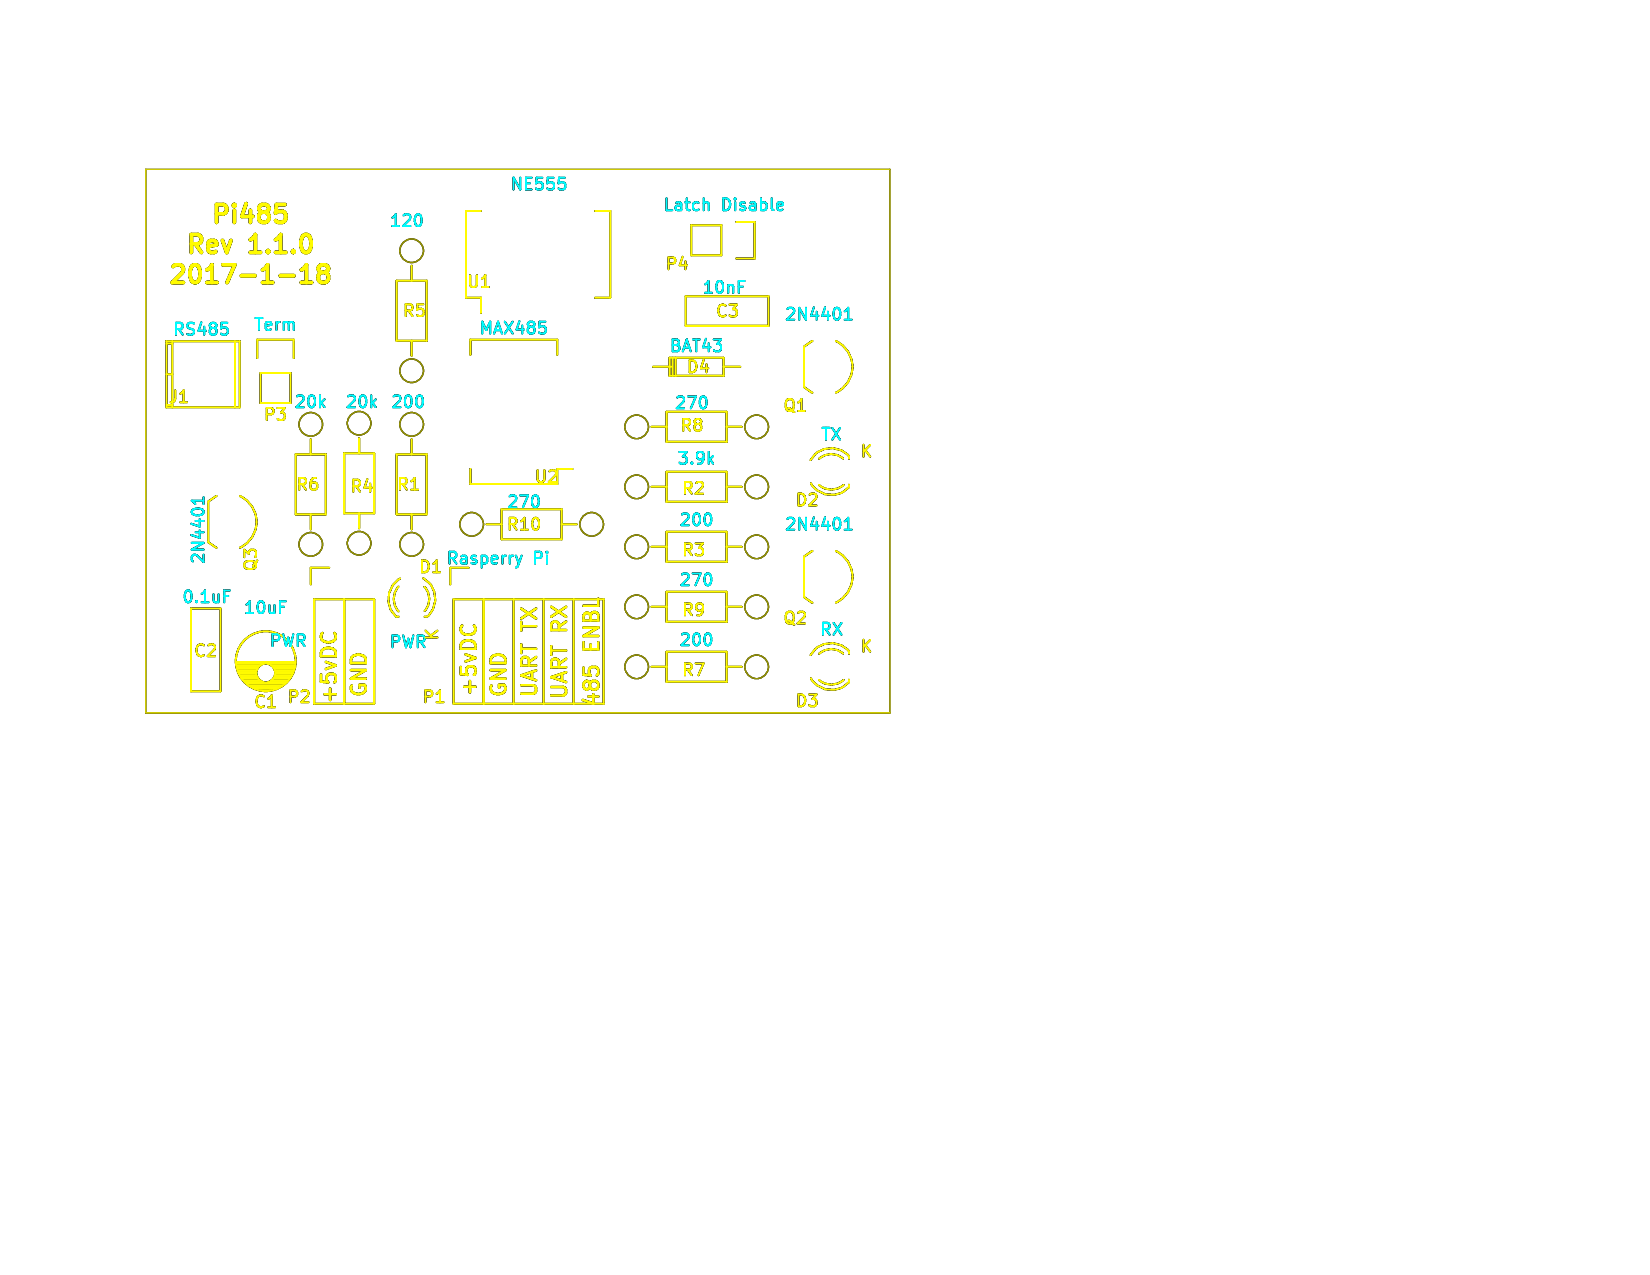 NE555
Pi485
Rev 1.1.0
2017-1-18
120
Latch Disable
P4
U1
10nF
C3
R5
2N4401
RS485
Term
MAX485
BAT43
D4
J1
P3
20k
20k
200
270
Q1
R8
TX
K
3.9k
U2
R6
R4
R1
R2
D2
270
R10
200
2N4401
2N4401
Q3
R3
Rasperry Pi
D1
270
0.1uF
10uF
R9
Q2
PWR
K
PWR
RX
200
K
C2
R7
+5vDC
GND
+5vDC
GND
UART TX
UART RX
485 ENBL
C1
P2
P1
D3